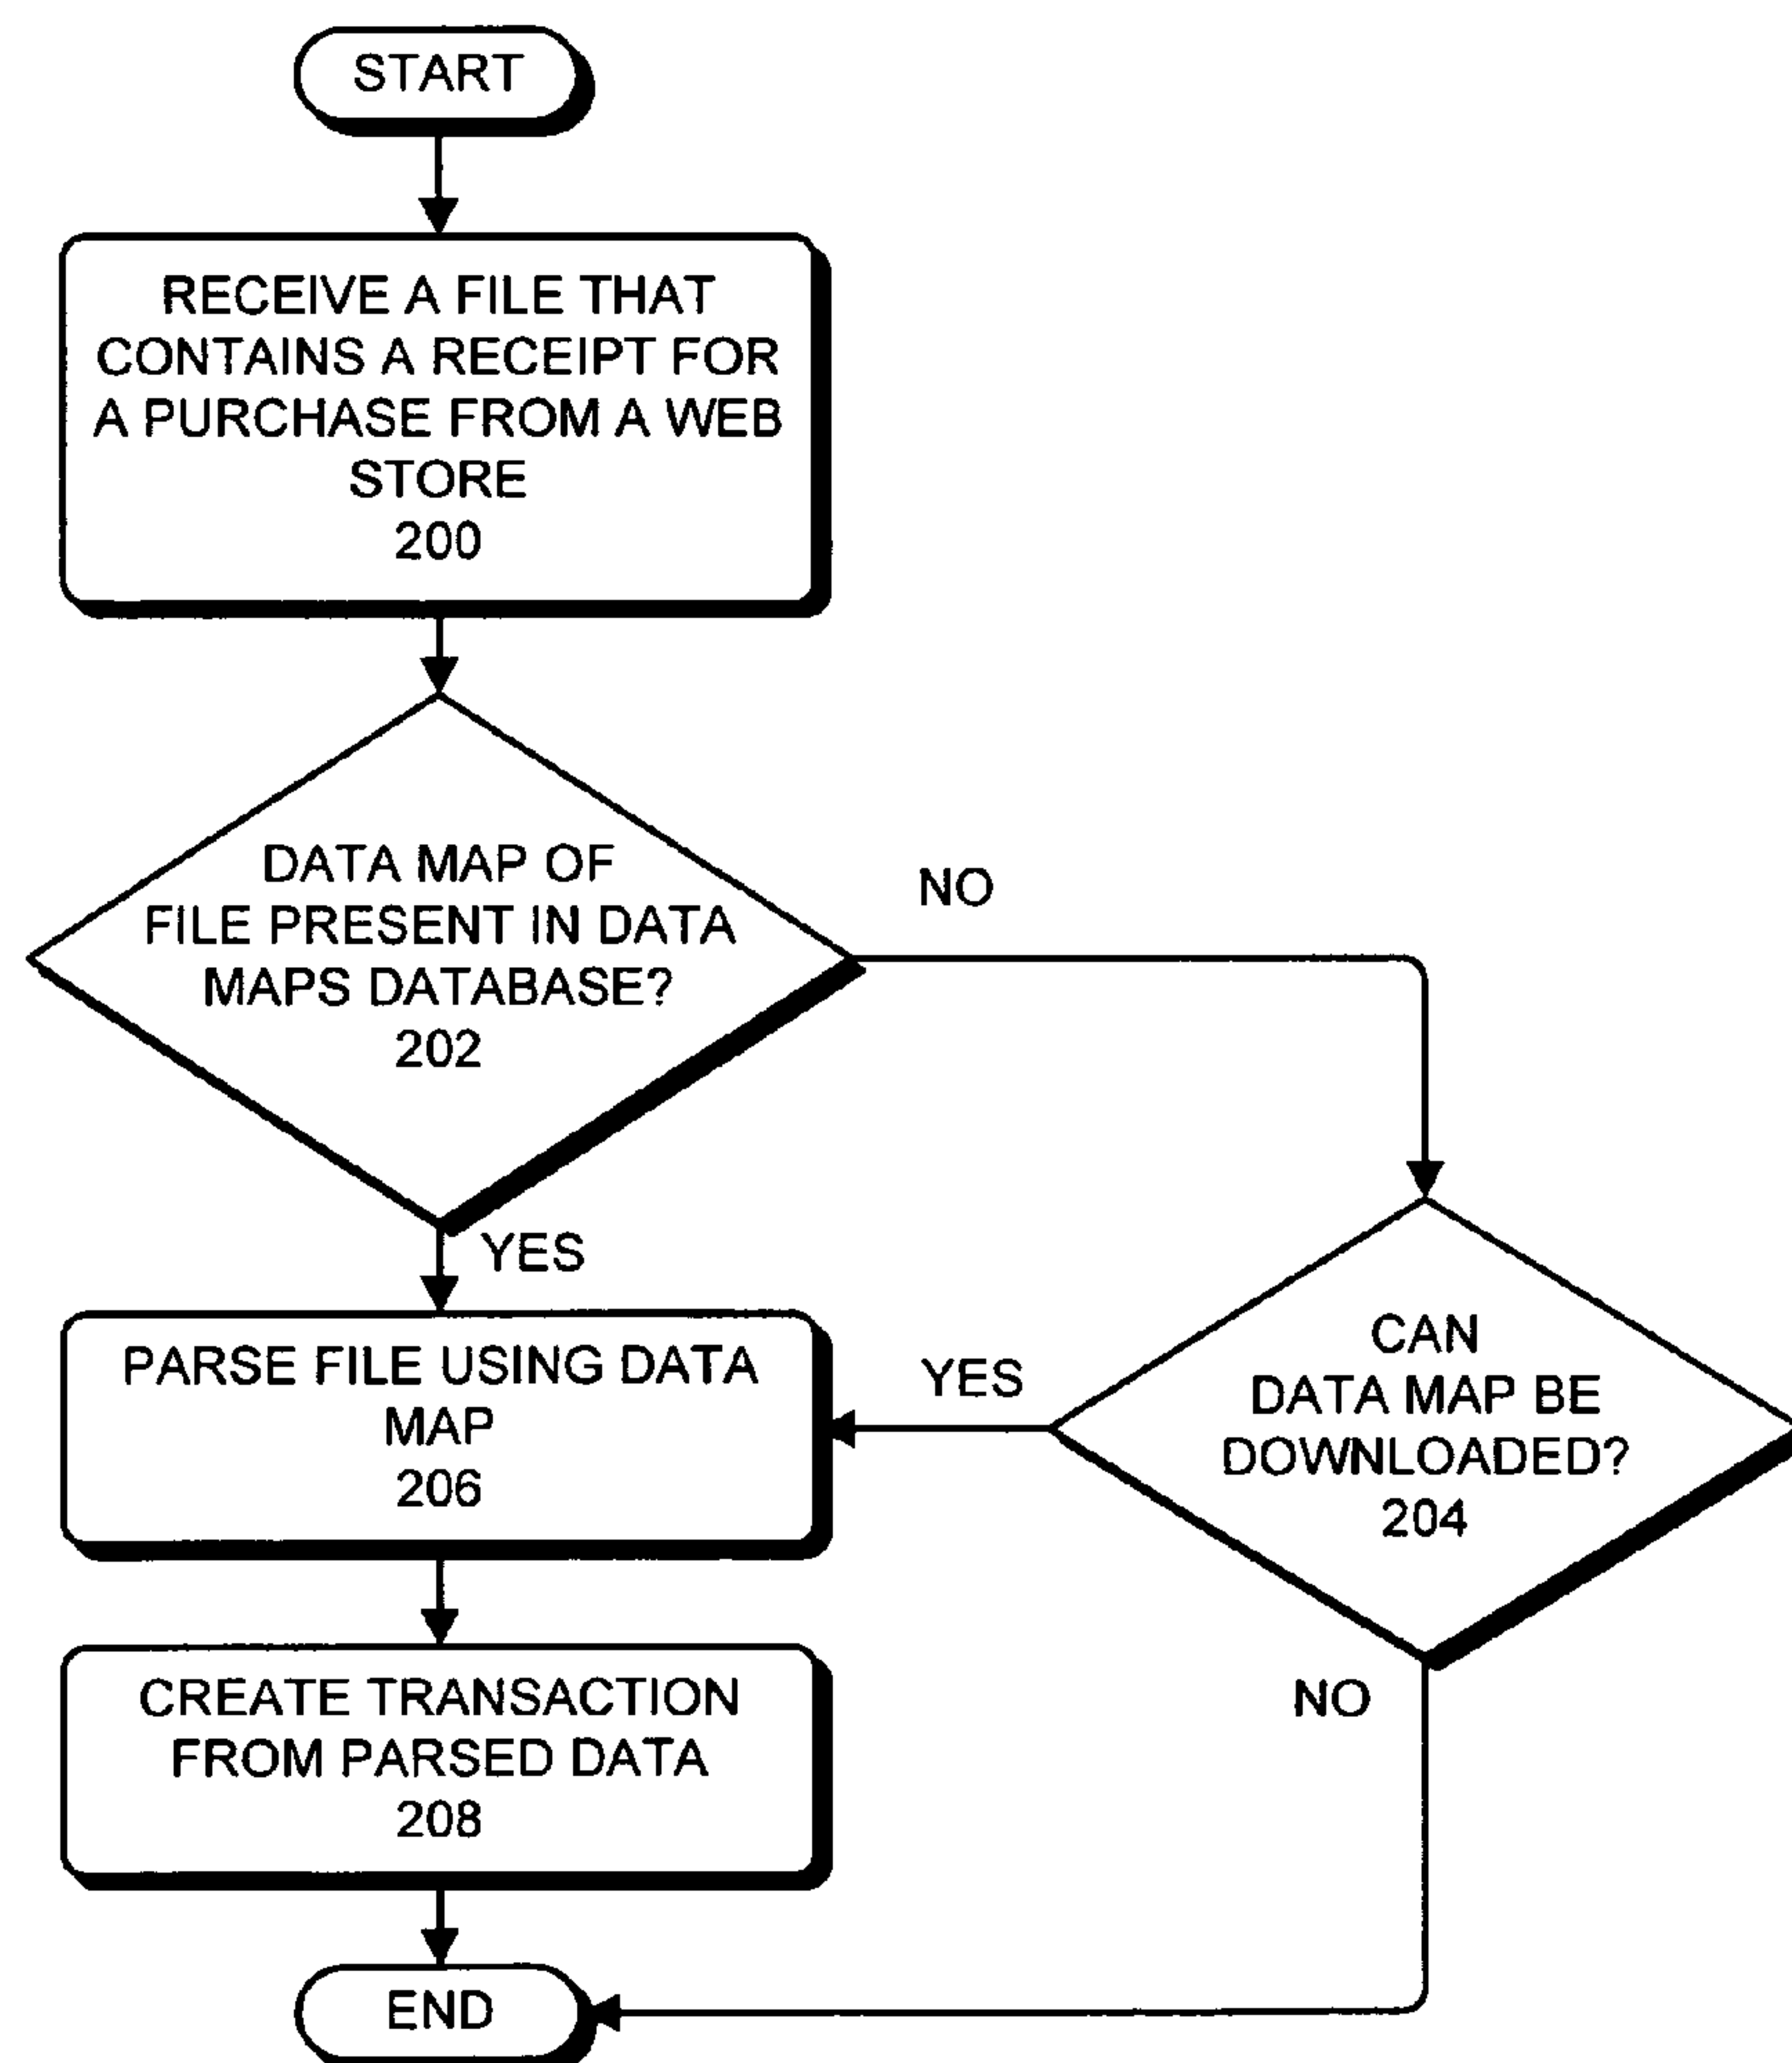 START
RECEIVE A FILE THAT
CONTAINS A RECEIPT FOR
A PURCHASE FROM A WEB
STORE
200
DATA MAP OF
FILE PRESENT IN DATA
MAPS DATABASE?
202
NO
YES
CAN
DATA MAP BE
DOWNLOADED?
204
YES
NO
PARSE FILE USING DATA
MAP
206
CREATE TRANSACTION
FROM PARSED DATA
208
END